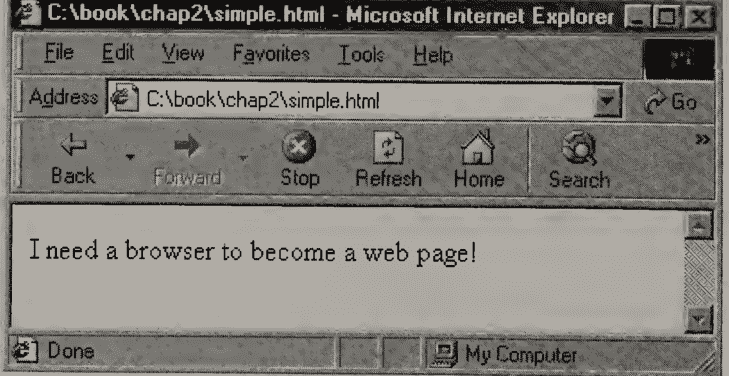 C:\book\chap2\simple.html - Microsoft Internet Explorer
File Edit View Favorites Tools Help
Address C:\book\chap2\simple.html Go
Back Forward Stop Refresh Home Search »
I need a browser to become a web page!
Done My Computer